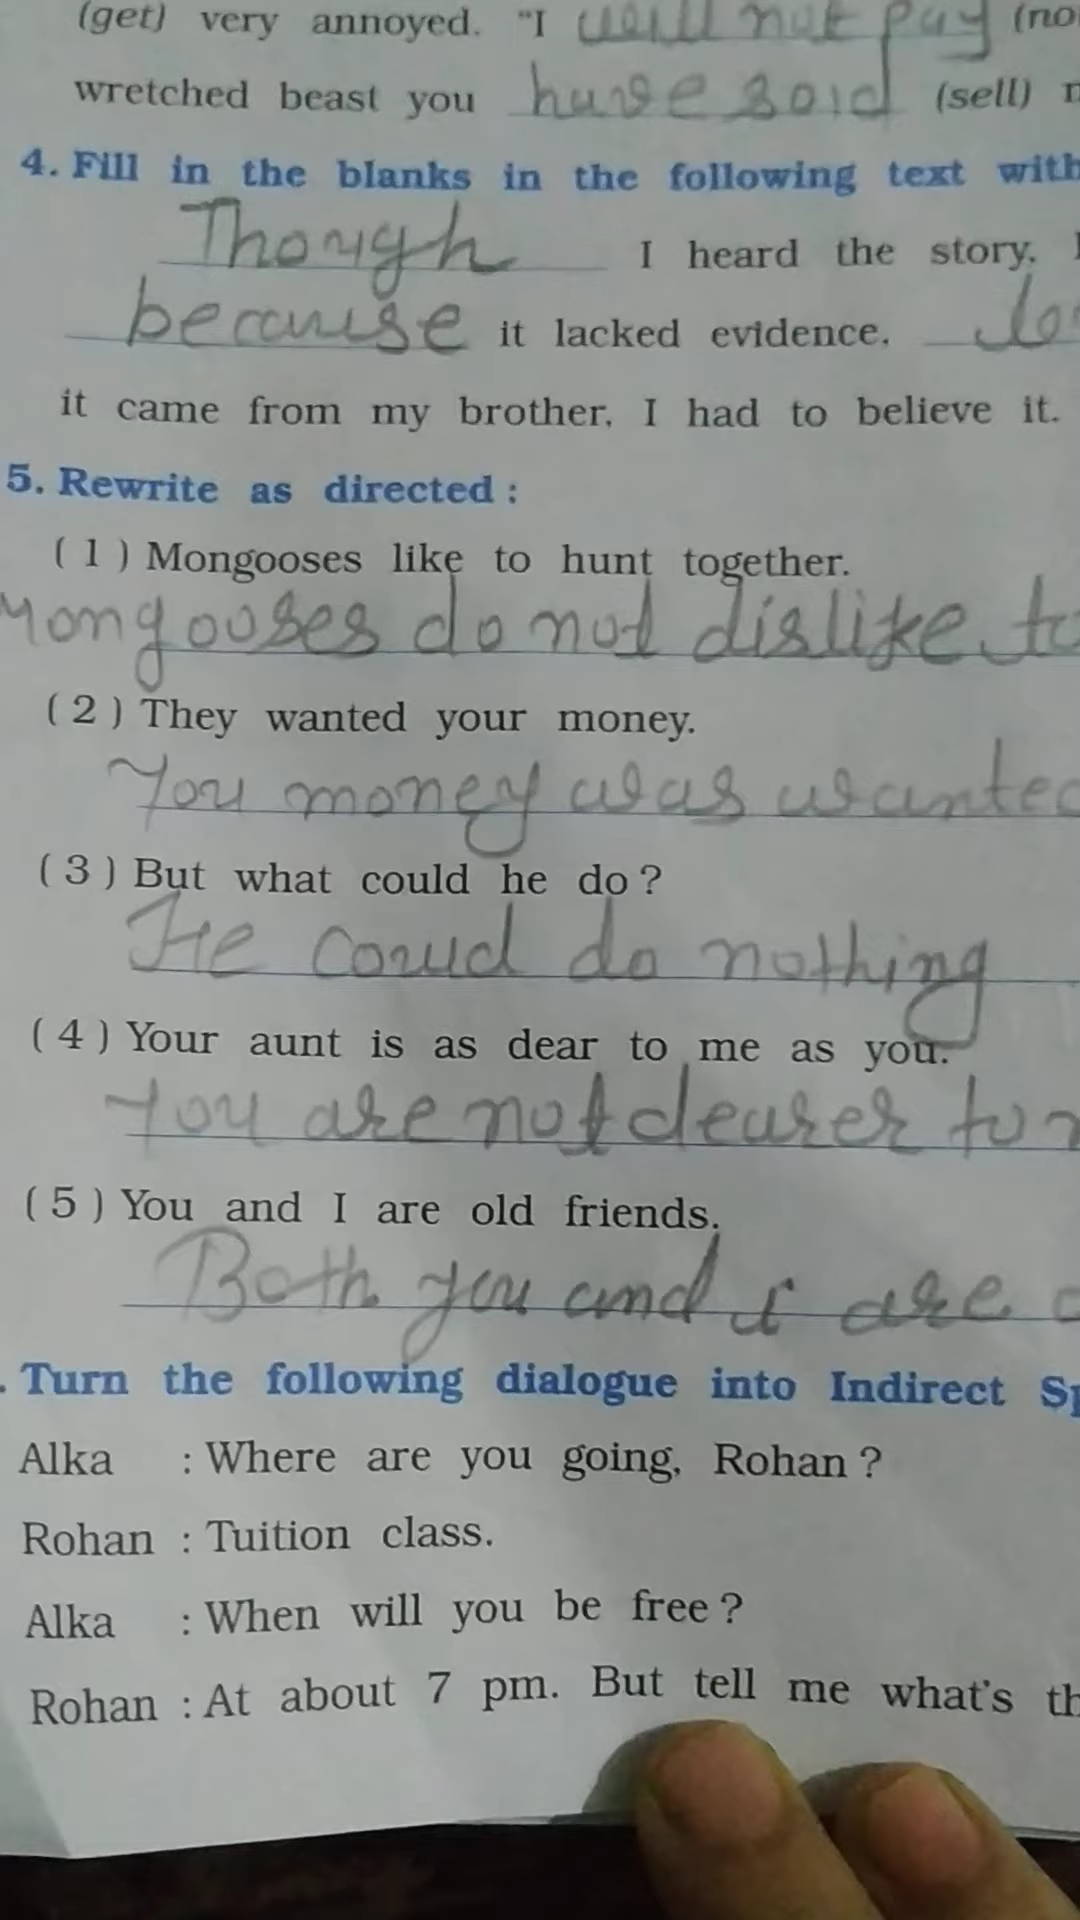 (get) very annoyed. "I will not pay (no
wretched beast you have sold (sell)
4. Fill in the blanks in the following text with
Though I heard the story.
because it lacked evidence.
it came from my brother, I had to believe it.
5. Rewrite as directed :
( 1 ) Mongooses like to hunt together.
Mongooses do not dislike to
( 2 ) They wanted your money.
You money was wanted
( 3 ) But what could he do ?
He coud do nothing
( 4 ) Your aunt is as dear to me as you.
You are not dearer to
( 5 ) You and I are old friends.
Both you and I are
. Turn the following dialogue into Indirect Sp
Alka : Where are you going, Rohan ?
Rohan : Tuition class.
Alka : When will you be free ?
Rohan : At about 7 pm. But tell me what's th